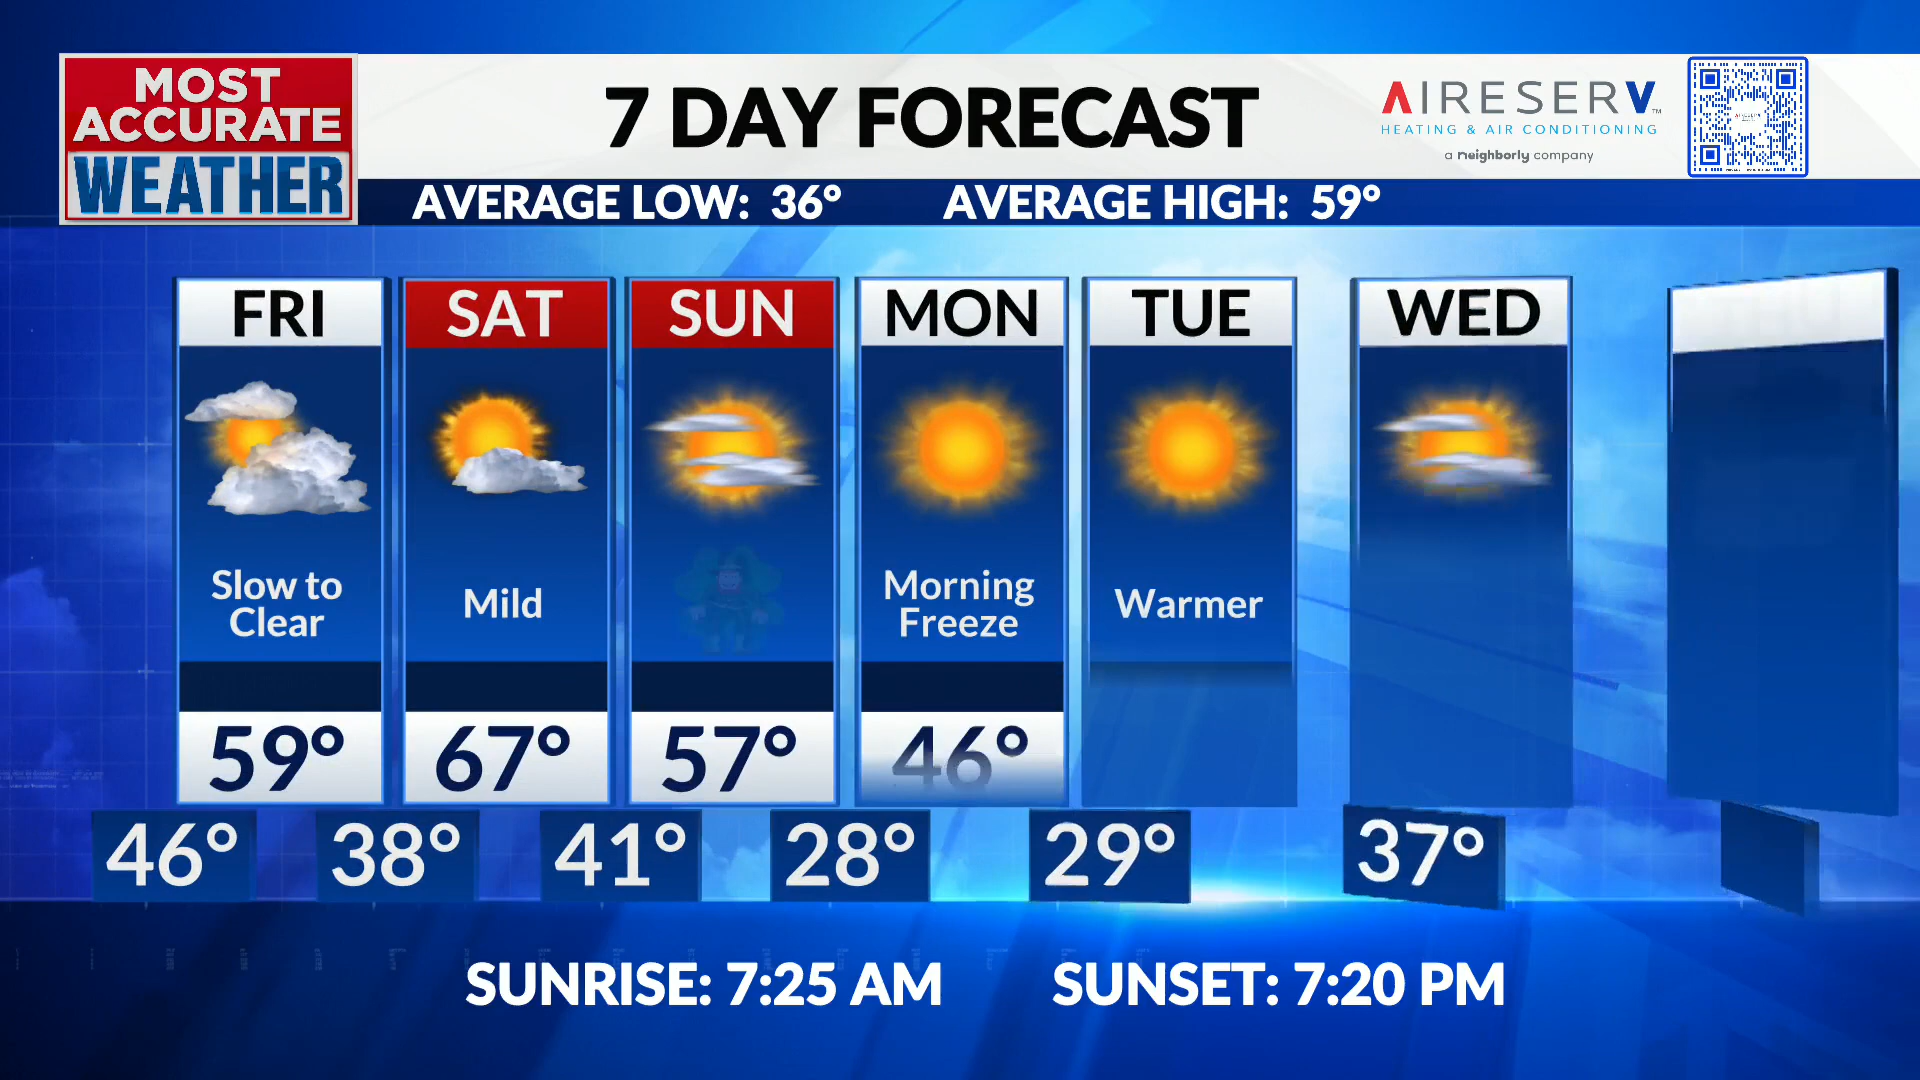 MOST
ACCURATE
WEATHER
7 DAY FORECAST
AIRESERV™
HEATING & AIR CONDITIONING
a neighborly company
AVERAGE LOW: 36° AVERAGE HIGH: 59°
FRI SAT SUN MON TUE WED
Slow to
Clear
Mild
Morning
Freeze
Warmer
59° 67° 57° 46°
46° 38° 41° 28° 29° 37°
SUNRISE: 7:25 AM SUNSET: 7:20 PM